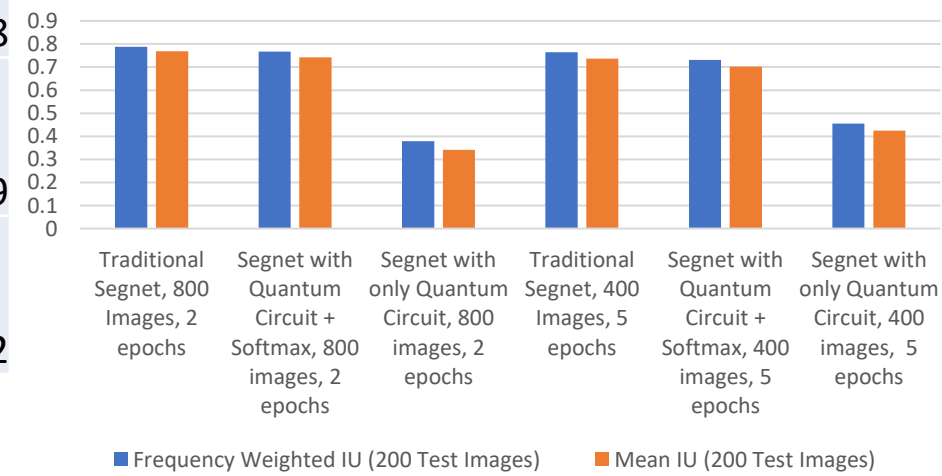 8
9
2
0.9
0.8
0.7
0.6
0.5
0.4
0.3
0.2
0.1
0
Traditional
Segnet, 800
Images, 2
epochs
Segnet with
Quantum
Circuit +
Softmax, 800
images, 2
epochs
Segnet with
only Quantum
Circuit, 800
images, 2
epochs
Traditional
Segnet, 400
Images, 5
epochs
Segnet with
Quantum
Circuit +
Softmax, 400
images, 5
epochs
Segnet with
only Quantum
Circuit, 400
images, 5
epochs
Frequency Weighted IU (200 Test Images)
Mean IU (200 Test Images)